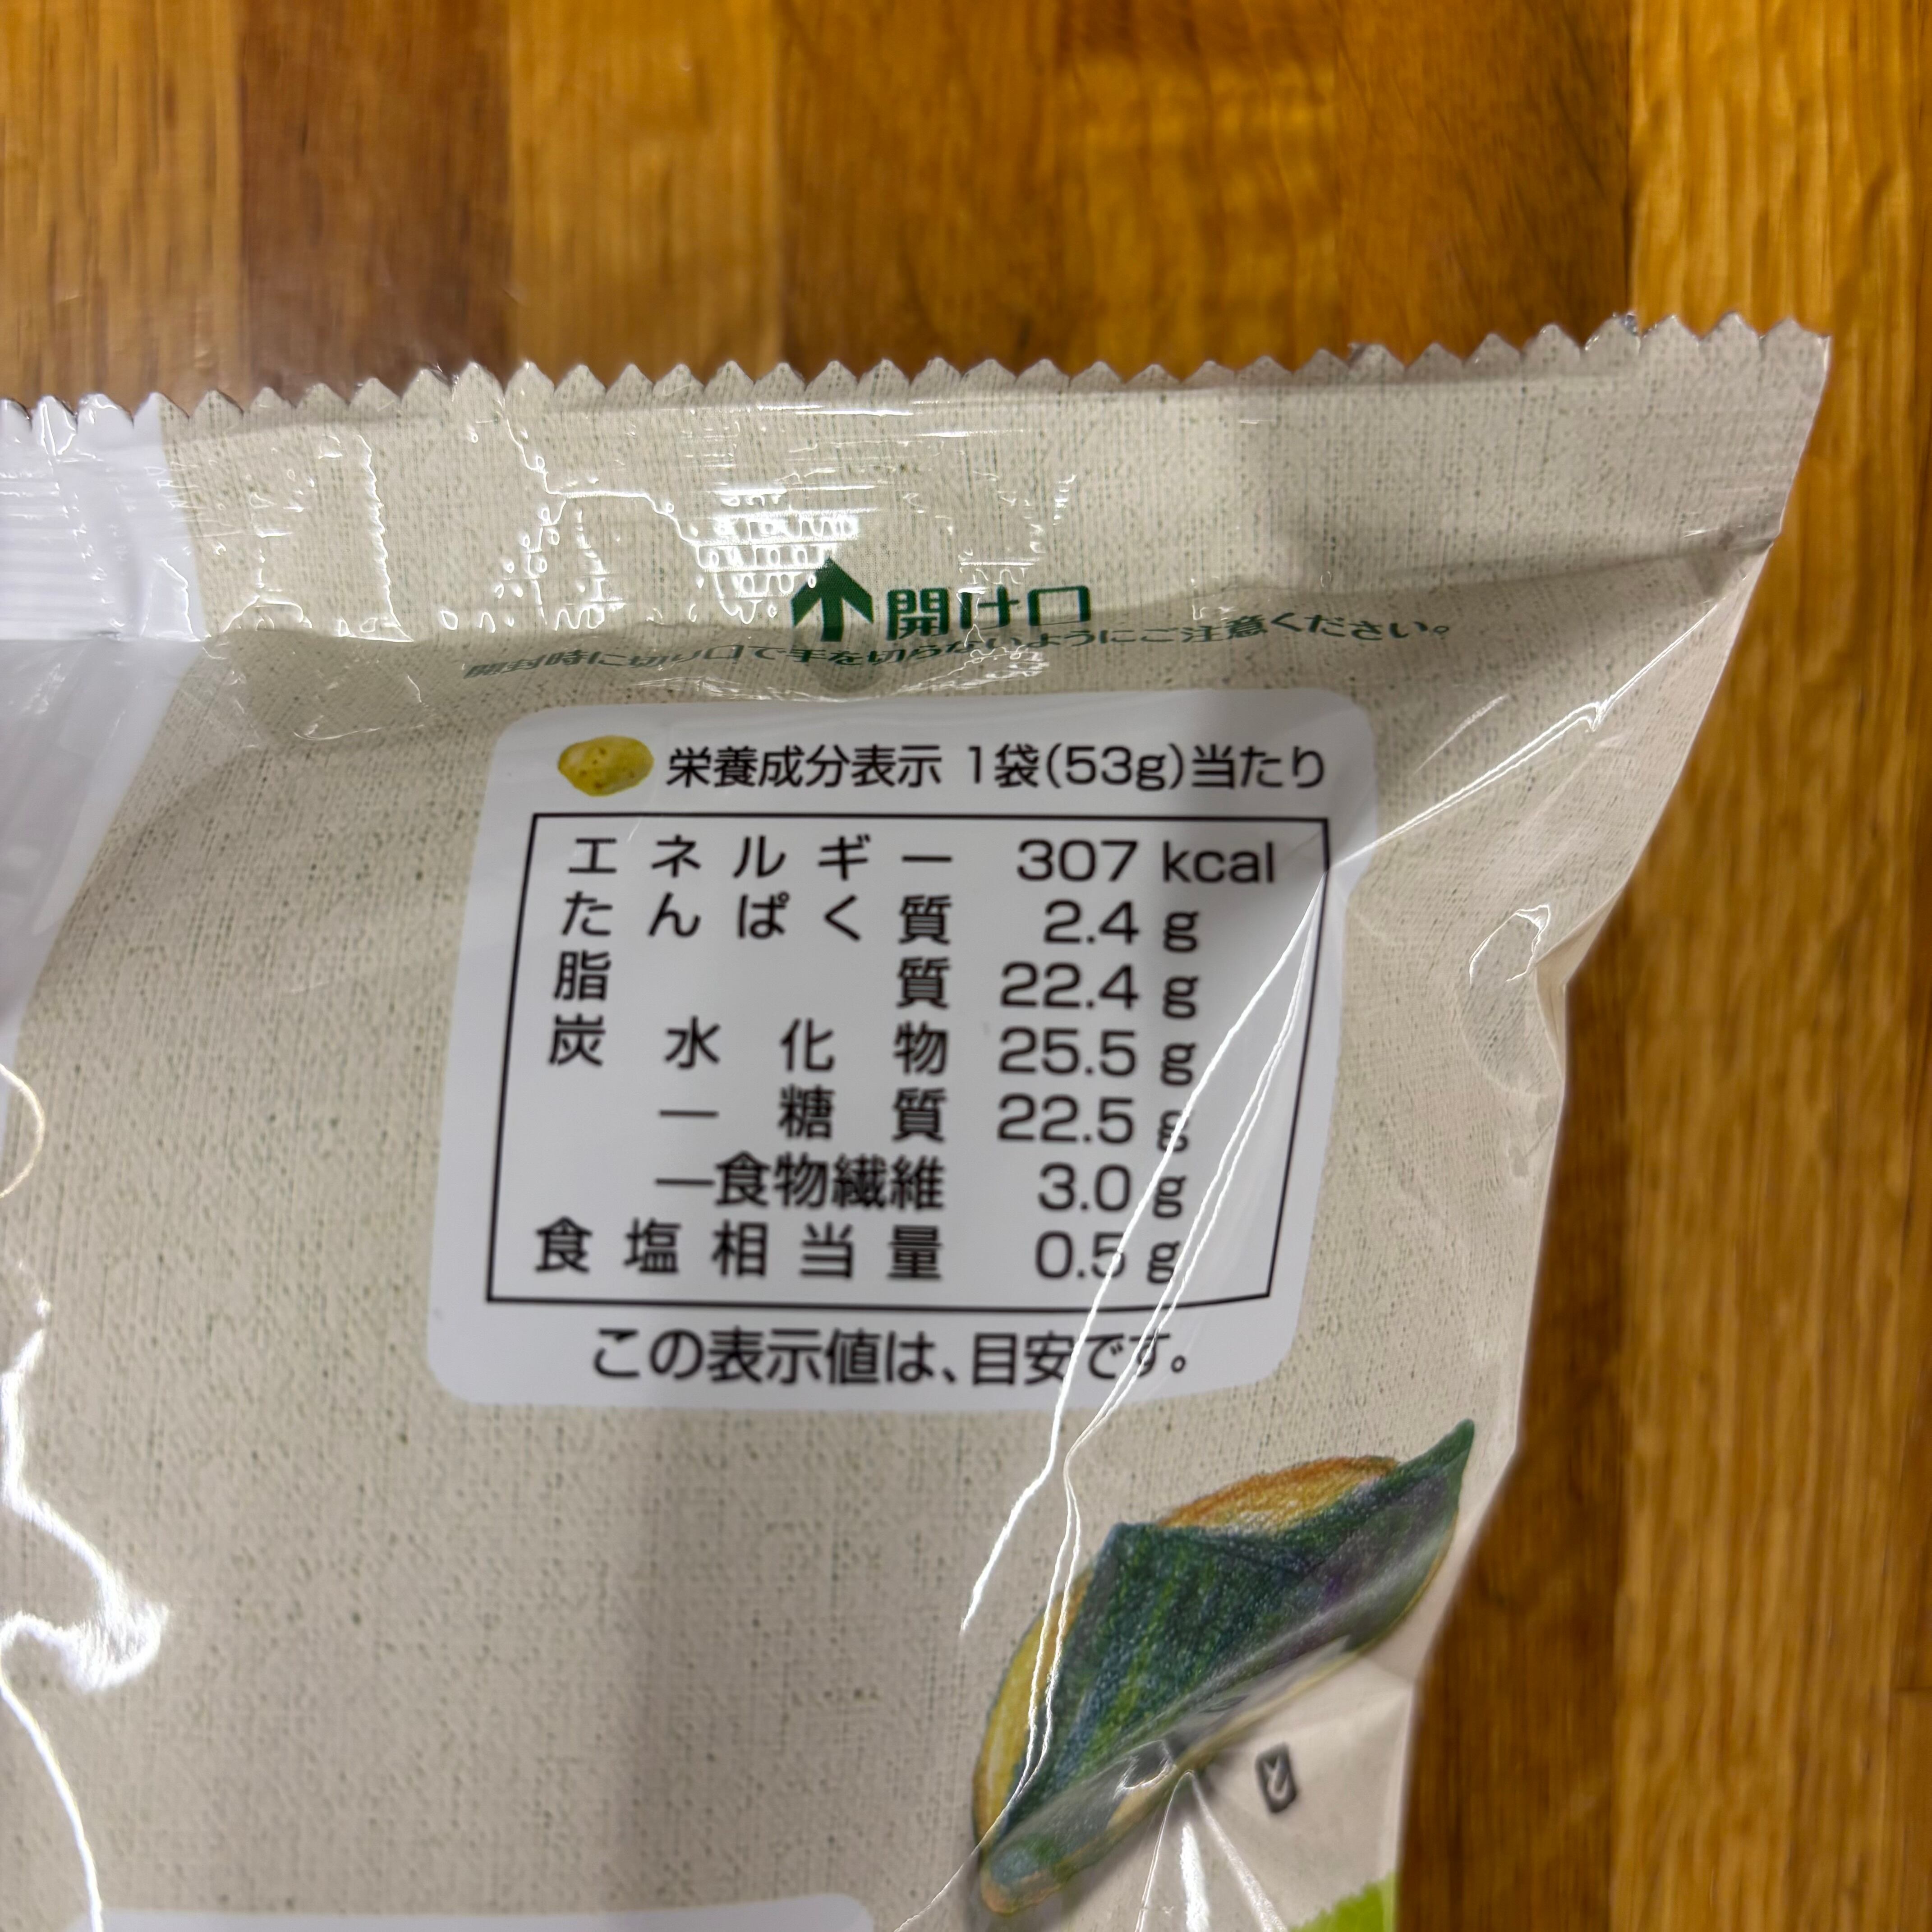 開け口
開封時に切り口で手を切らないようにご注意ください。
栄養成分表示 1袋(53g)当たり
エネルギー 307 kcal
たんぱく質 2.4 g
脂質 22.4 g
炭水化物 25.5 g
―糖質 22.5 g
―食物繊維 3.0 g
食塩相当量 0.5 g
この表示値は、目安です。